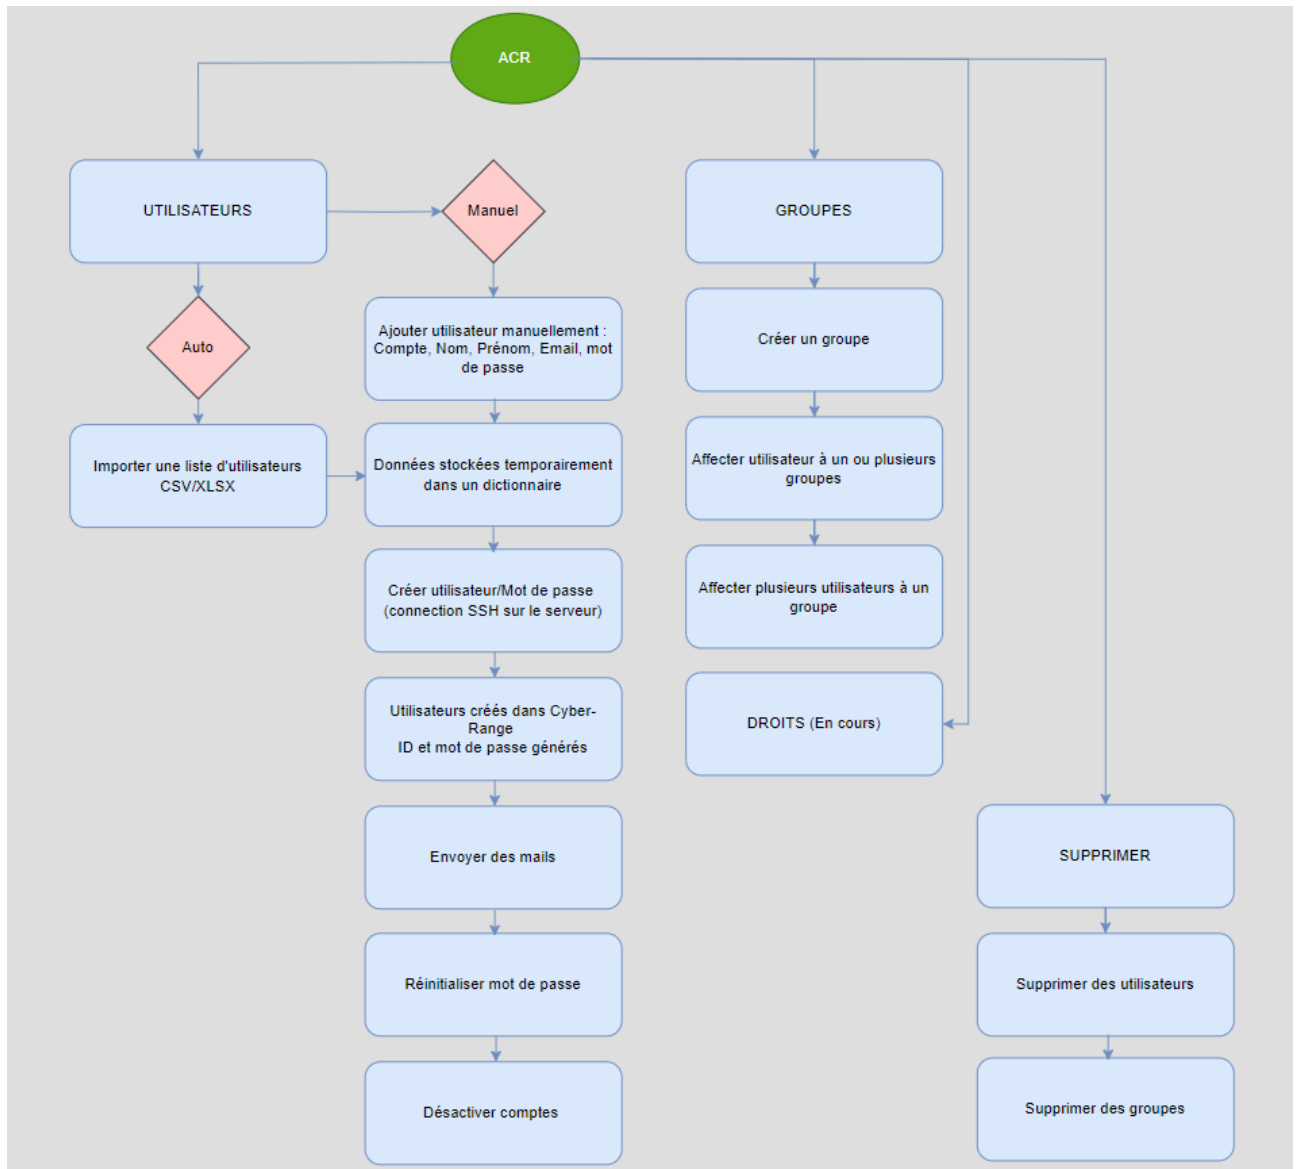 ACR
UTILISATEURS
Manuel
GROUPES
Auto
Ajouter utilisateur manuellement :
Compte, Nom, Prénom, Email, mot
de passe
Créer un groupe
Importer une liste d'utilisateurs
CSV/XLSX
Données stockées temporairement
dans un dictionnaire
Affecter utilisateur à un ou plusieurs
groupes
Créer utilisateur/Mot de passe
(connection SSH sur le serveur)
Affecter plusieurs utilisateurs à un
groupe
Utilisateurs créés dans Cyber-
Range
ID et mot de passe générés
DROITS (En cours)
Envoyer des mails
SUPPRIMER
Réinitialiser mot de passe
Supprimer des utilisateurs
Désactiver comptes
Supprimer des groupes